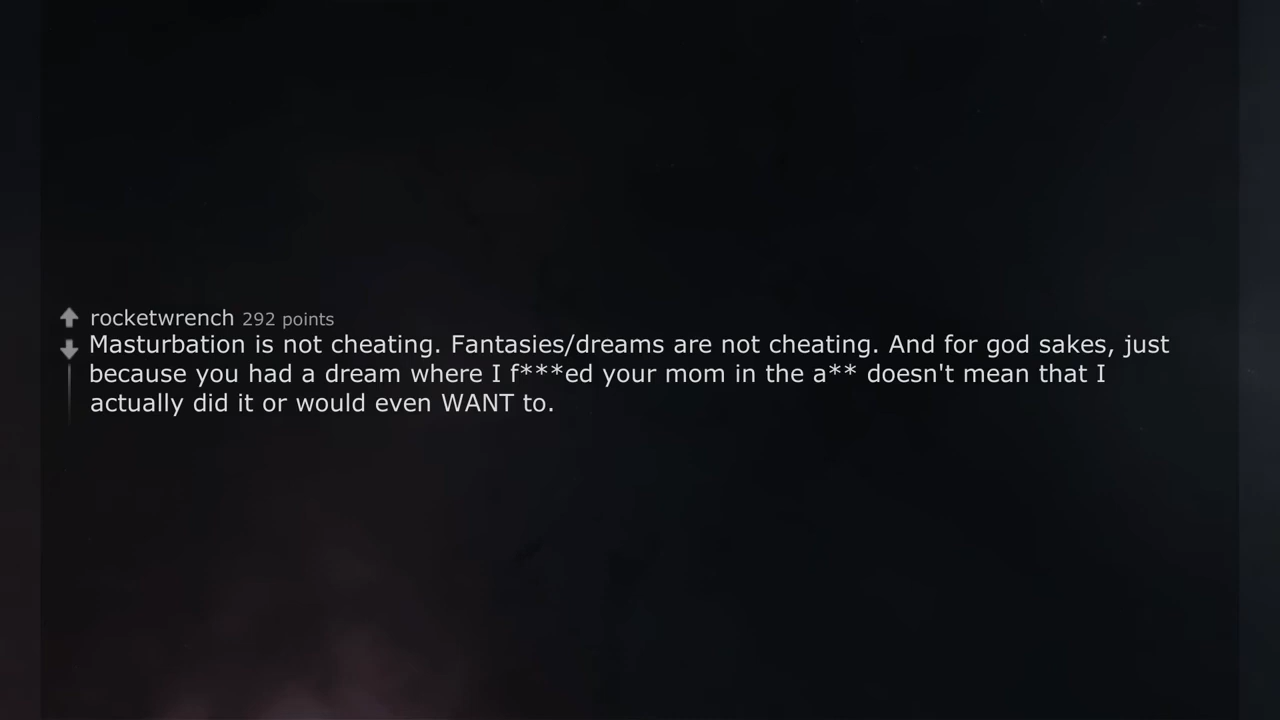 rocketwrench 292 points
Masturbation is not cheating. Fantasies/dreams are not cheating. And for god sakes, just
because you had a dream where I f***ed your mom in the a** doesn't mean that I
actually did it or would even WANT to.